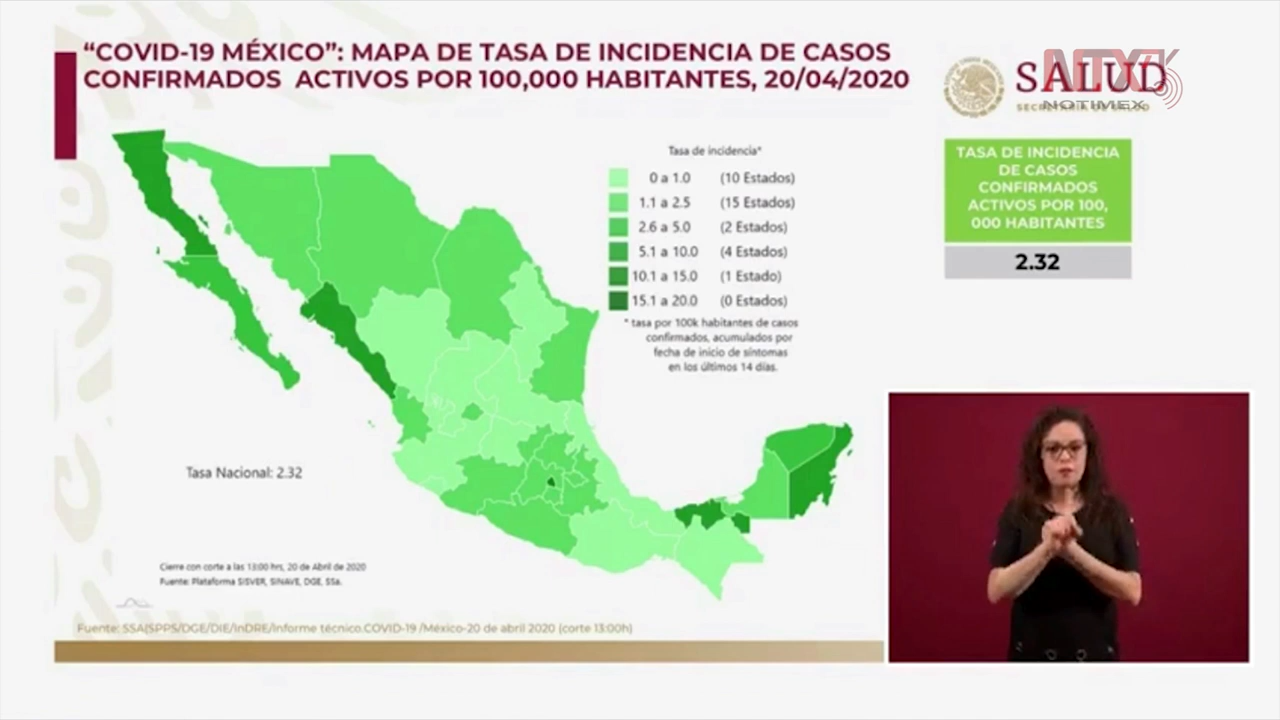 “COVID-19 MÉXICO”: MAPA DE TASA DE INCIDENCIA DE CASOS
CONFIRMADOS ACTIVOS POR 100,000 HABITANTES, 20/04/2020
SALUD
SECRETARÍA DE SALUD
NTX
NOTIMEX
TASA DE INCIDENCIA
DE CASOS
CONFIRMADOS
ACTIVOS POR 100,
000 HABITANTES
2.32
Tasa de incidencia*
0 a 1.0 (10 Estados)
1.1 a 2.5 (15 Estados)
2.6 a 5.0 (2 Estados)
5.1 a 10.0 (4 Estados)
10.1 a 15.0 (1 Estado)
15.1 a 20.0 (0 Estados)
* tasa por 100k habitantes de casos
confirmados, acumulados por
fecha de inicio de síntomas
en los últimos 14 días.
Tasa Nacional: 2.32
Cierre con corte a las 13:00 hrs, 20 de Abril de 2020
Fuente: Plataforma SISVER, SINAVE, DGE, SSa.
Fuente: SSA|SPPS/DGE/DIE/InDRE/Informe técnico.COVID-19 /México-20 de abril 2020 (corte 13:00h)